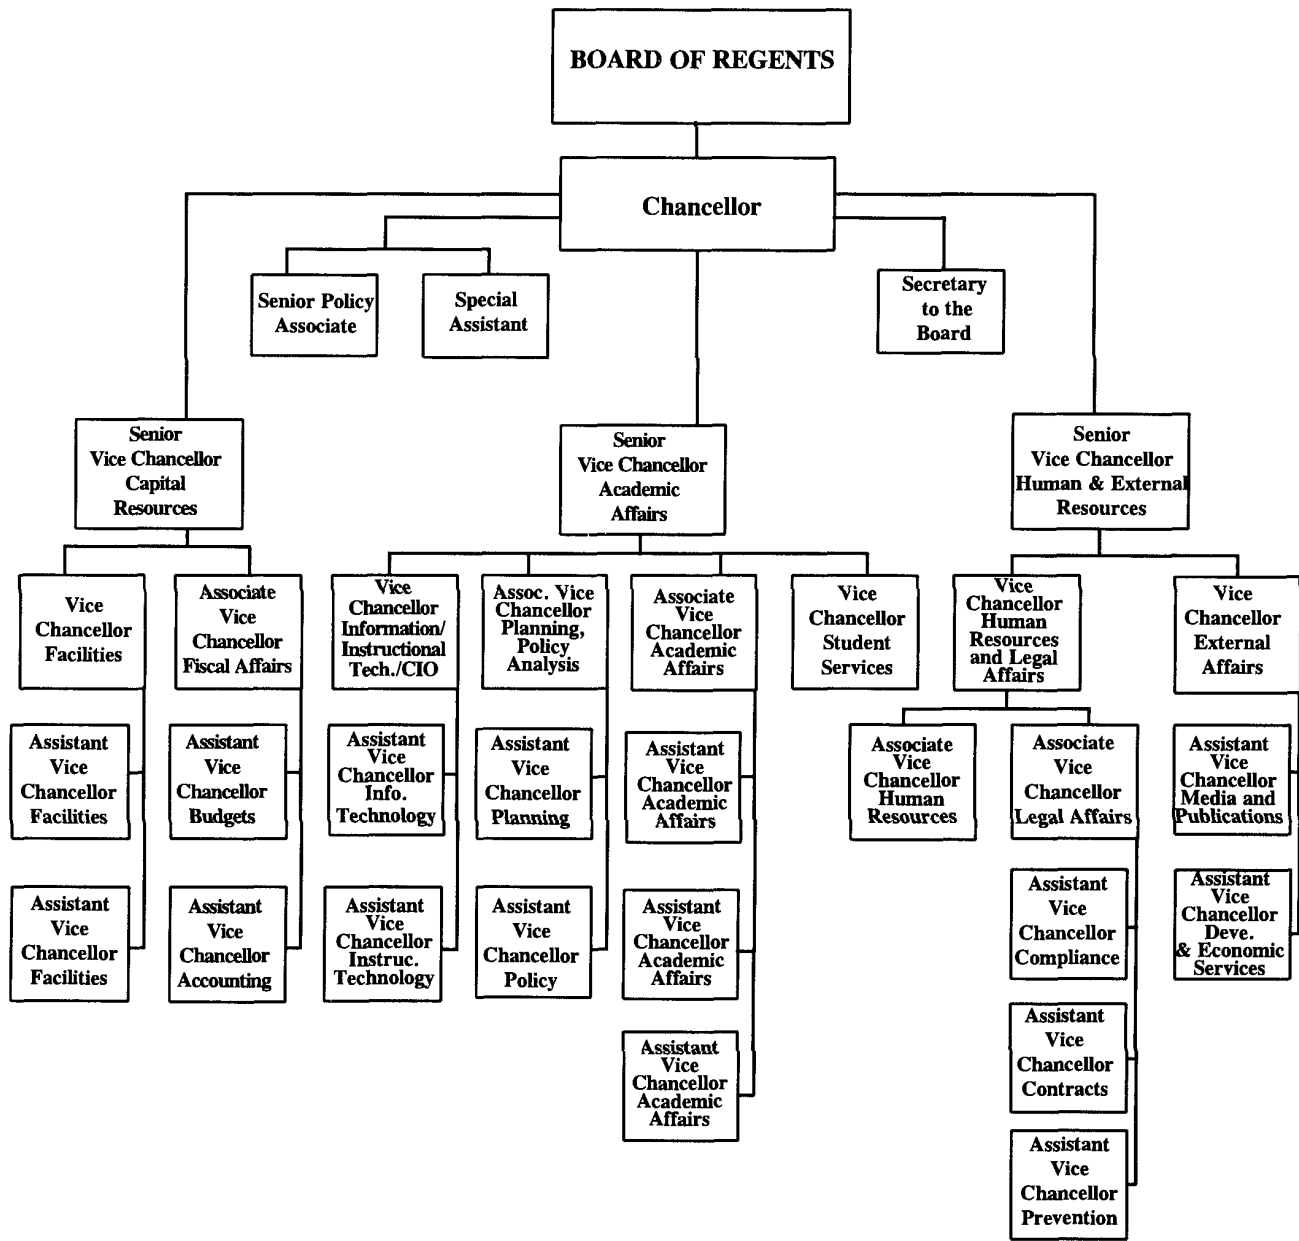 BOARD OF REGENTS
Chancellor
Senior Policy
Associate
Special
Assistant
Secretary
to the
Board
Senior
Vice Chancellor
Capital
Resources
Senior
Vice Chancellor
Academic
Affairs
Senior
Vice Chancellor
Human & External
Resources
Vice
Chancellor
Facilities
Associate
Vice
Chancellor
Fiscal Affairs
Vice
Chancellor
Information/
Instructional
Tech./CIO
Assoc. Vice
Chancellor
Planning,
Policy
Analysis
Associate
Vice
Chancellor
Academic
Affairs
Vice
Chancellor
Student
Services
Vice
Chancellor
Human
Resources
and Legal
Affairs
Vice
Chancellor
External
Affairs
Assistant
Vice
Chancellor
Facilities
Assistant
Vice
Chancellor
Budgets
Assistant
Vice
Chancellor
Info.
Technology
Assistant
Vice
Chancellor
Planning
Assistant
Vice
Chancellor
Academic
Affairs
Associate
Vice
Chancellor
Human
Resources
Associate
Vice
Chancellor
Legal Affairs
Assistant
Vice
Chancellor
Media and
Publications
Assistant
Vice
Chancellor
Facilities
Assistant
Vice
Chancellor
Accounting
Assistant
Vice
Chancellor
Instruc.
Technology
Assistant
Vice
Chancellor
Policy
Assistant
Vice
Chancellor
Academic
Affairs
Assistant
Vice
Chancellor
Compliance
Assistant
Vice
Chancellor
Deve.
& Economic
Services
Assistant
Vice
Chancellor
Academic
Affairs
Assistant
Vice
Chancellor
Contracts
Assistant
Vice
Chancellor
Prevention